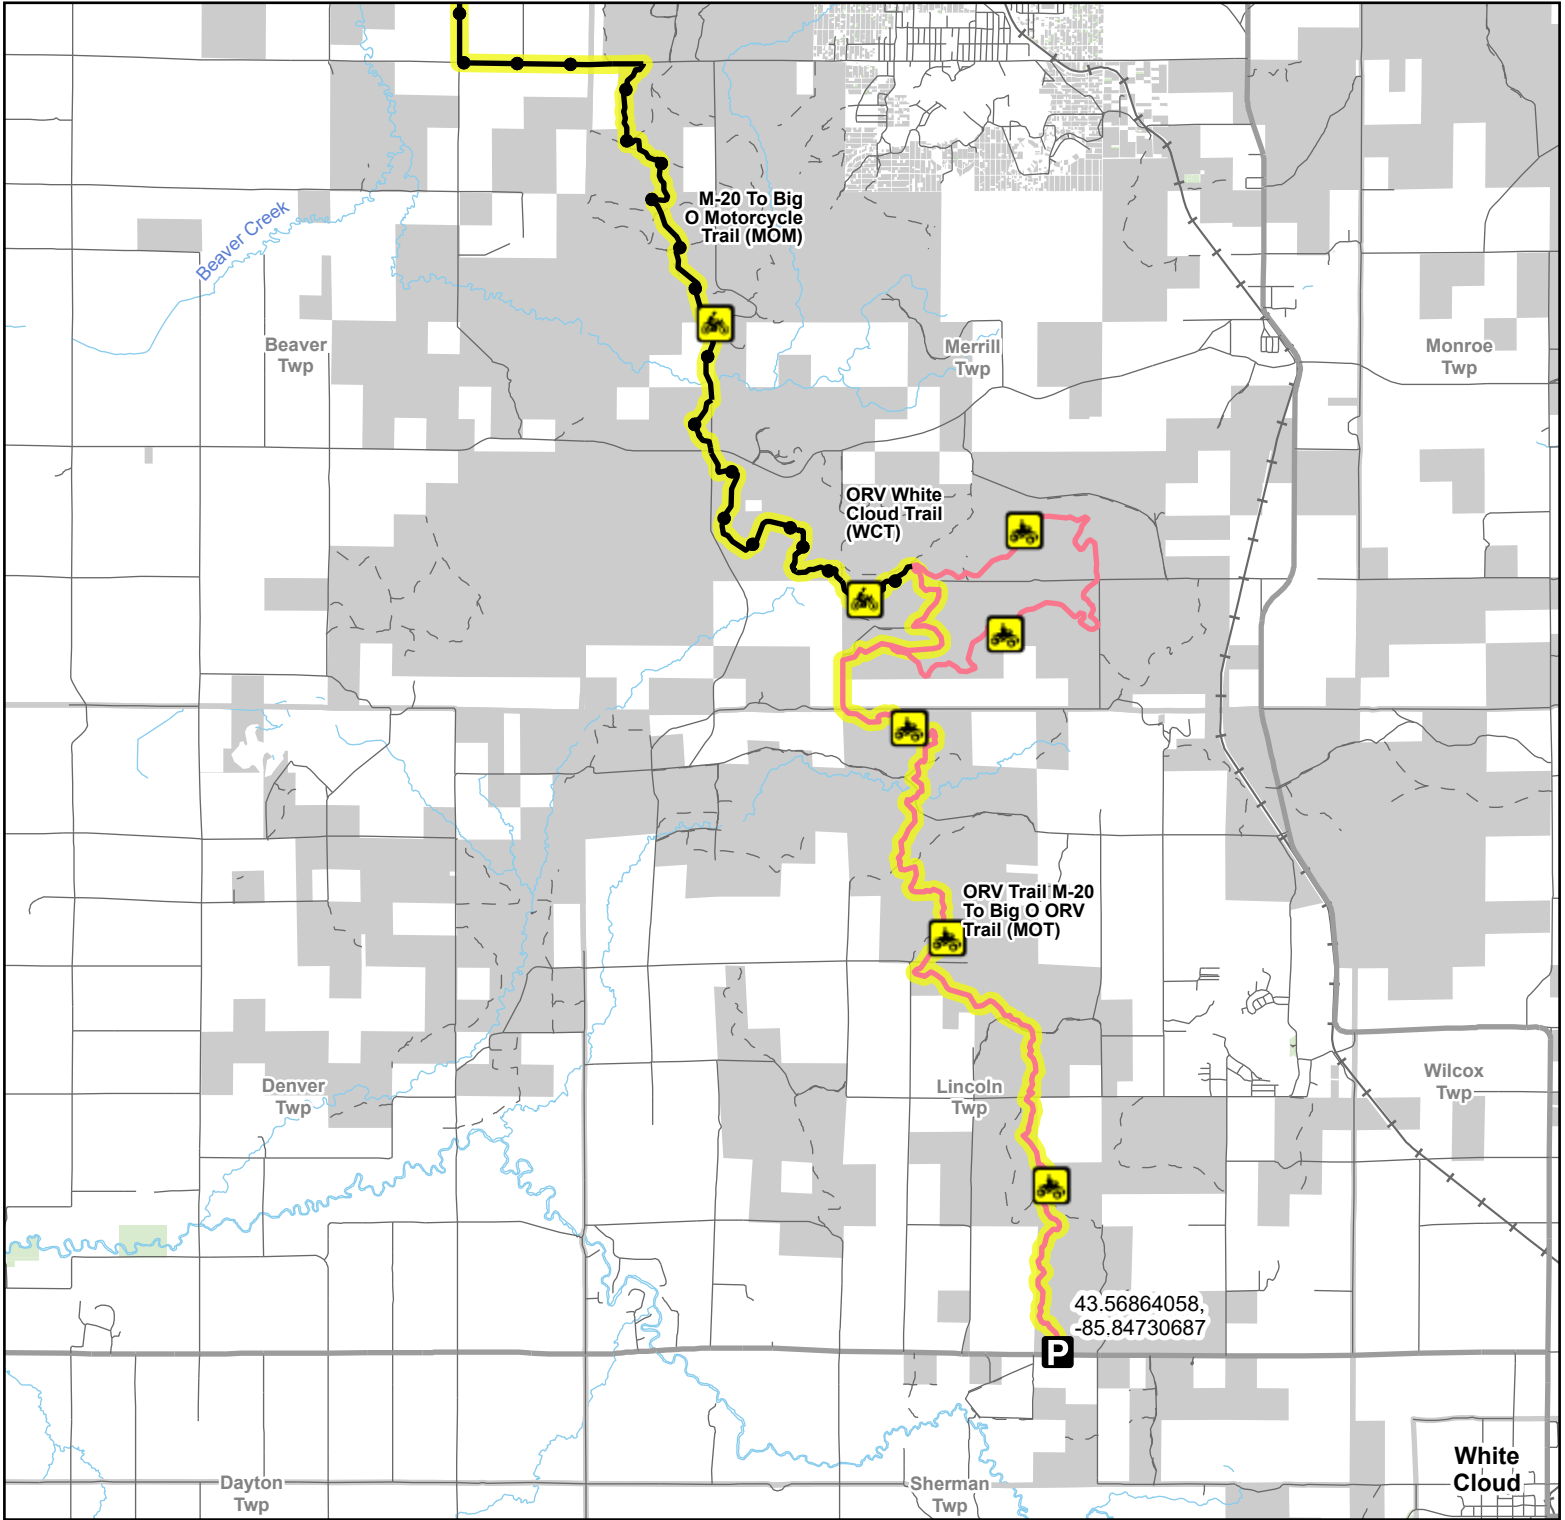 M-20 To Big
O Motorcycle
Trail (MOM)
Beaver Creek
Beaver
Twp
Merrill
Twp
Monroe
Twp
ORV White
Cloud Trail
(WCT)
ORV Trail M-20
To Big O ORV
Trail (MOT)
Denver
Twp
Lincoln
Twp
Wilcox
Twp
43.56864058,
-85.84730687
P
White
Cloud
Dayton
Twp
Sherman
Twp